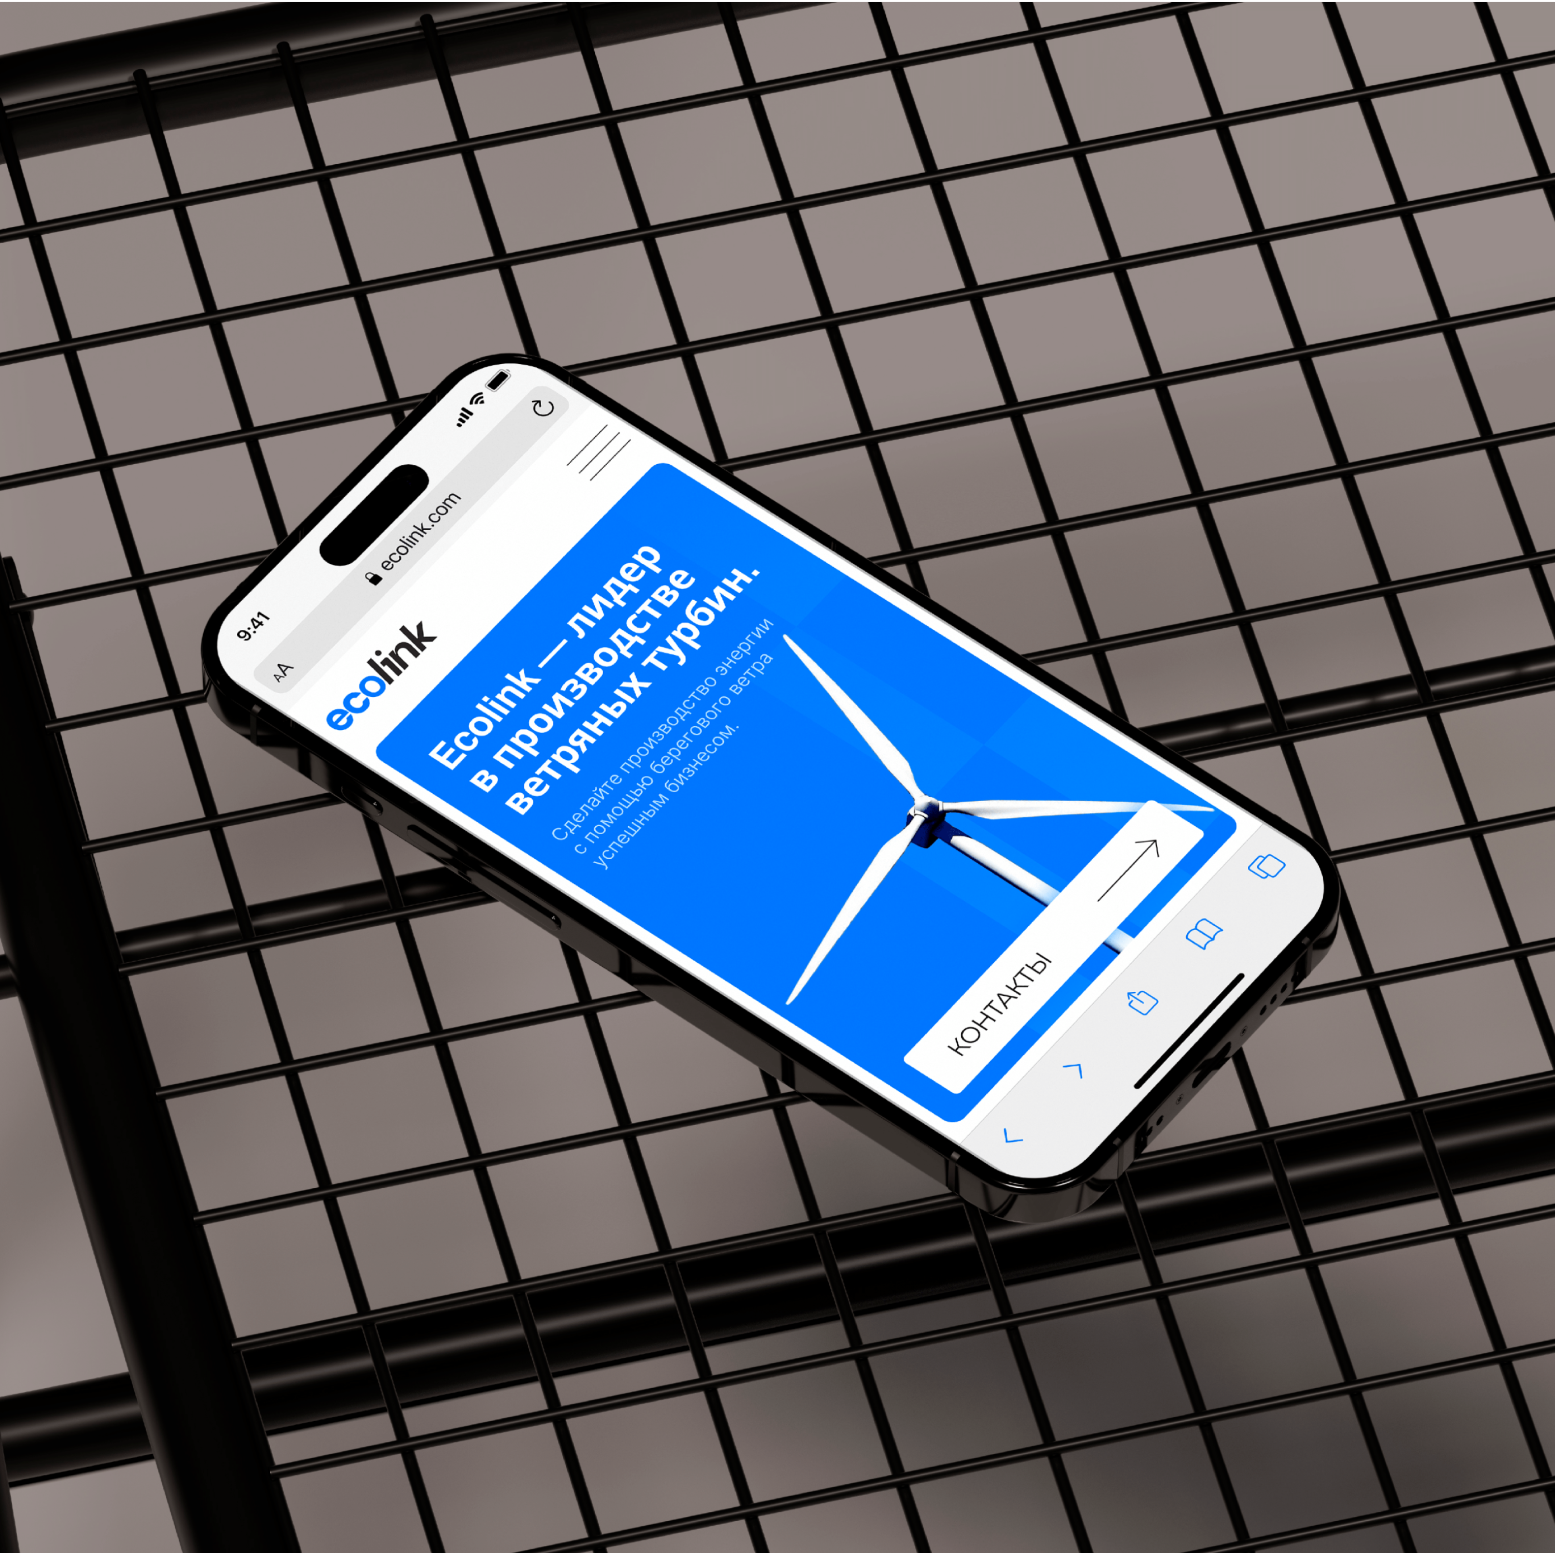 9:41
AA
ecolink.com
ecolink
Ecolink — лидер
в производстве
ветряных турбин.
Сделайте производство энергии
с помощью берегового ветра
успешным бизнесом.
КОНТАКТЫ